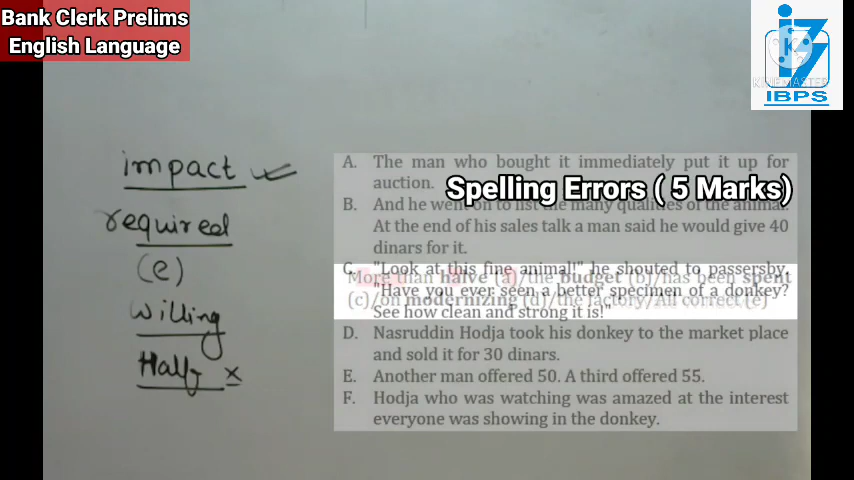 Bank Clerk Prelims
English Language
KINEMASTER
IBPS
impact
required
(e)
Willing
Half x
A. The man who bought it immediately put it up for
auction.
Spelling Errors ( 5 Marks)
B. And he went on to list the many qualities of the animal.
At the end of his sales talk a man said he would give 40
dinars for it.
C. "Look at this fine animal!" he shouted to passersby,
"Have you ever seen a better specimen of a donkey?
See how clean and strong it is!"
More than halve (a)/the budget (b)/has been spent
(c)/on modernizing (d)/the factory/All correct (e)
D. Nasruddin Hodja took his donkey to the market place
and sold it for 30 dinars.
E. Another man offered 50. A third offered 55.
F. Hodja who was watching was amazed at the interest
everyone was showing in the donkey.